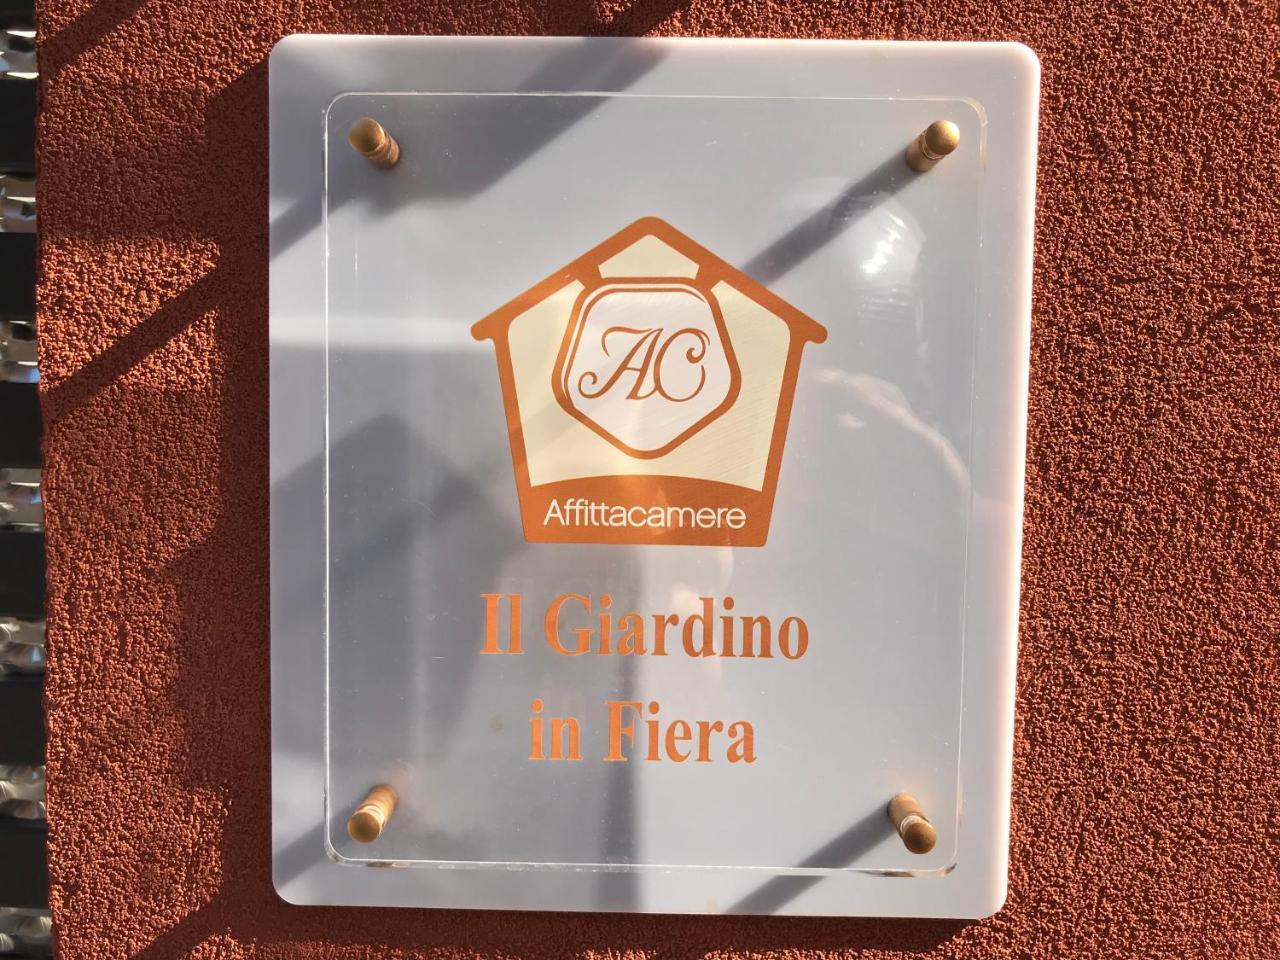 AC
Affittacamere
Il Giardino
in Fiera